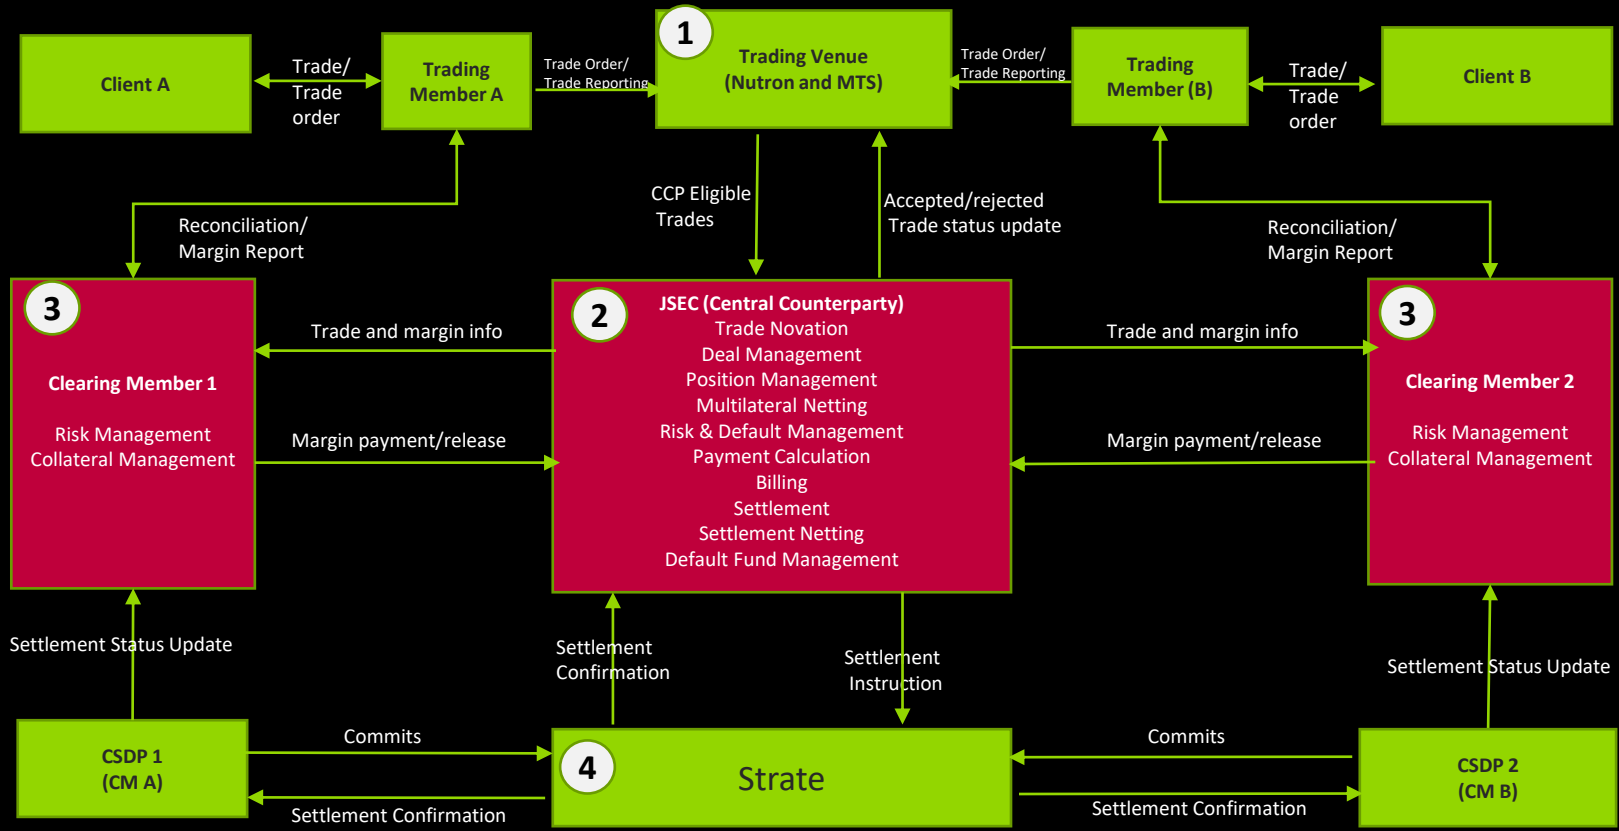 1
Client A
Trade/
Trade
order
Trading
Member A
Trade Order/
Trade Reporting
Trading Venue
(Nutron and MTS)
Trade Order/
Trade Reporting
Trading
Member (B)
Trade/
Trade
order
Client B
CCP Eligible
Trades
Accepted/rejected
Trade status update
Reconciliation/
Margin Report
Reconciliation/
Margin Report
3
Clearing Member 1
Risk Management
Collateral Management
Trade and margin info
Margin payment/release
2
JSEC (Central Counterparty)
Trade Novation
Deal Management
Position Management
Multilateral Netting
Risk & Default Management
Payment Calculation
Billing
Settlement
Settlement Netting
Default Fund Management
Trade and margin info
Margin payment/release
3
Clearing Member 2
Risk Management
Collateral Management
Settlement Status Update
Settlement
Confirmation
Settlement
Instruction
Settlement Status Update
CSDP 1
(CM A)
Commits
Settlement Confirmation
4
Strate
Commits
Settlement Confirmation
CSDP 2
(CM B)